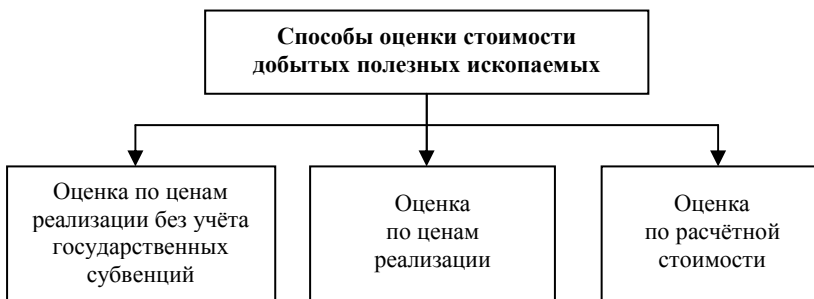 Способы оценки стоимости
добытых полезных ископаемых
Оценка по ценам
реализации без учёта
государственных
субвенций
Оценка
по ценам
реализации
Оценка
по расчётной
стоимости